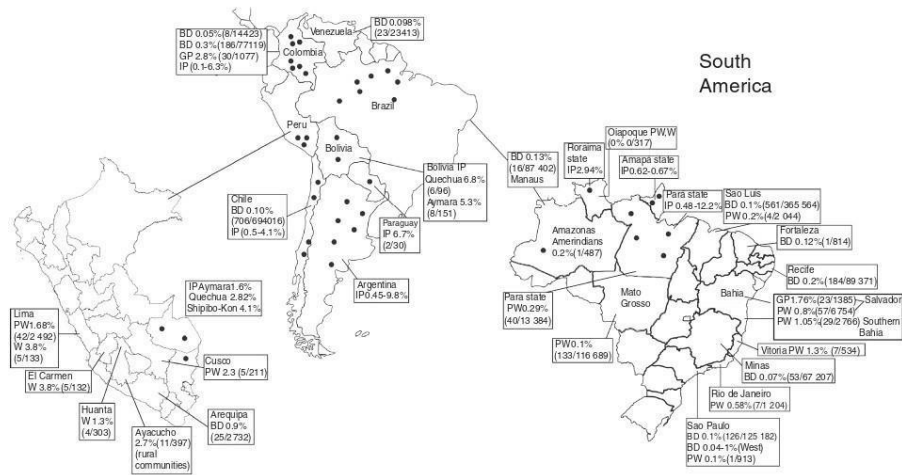 BD 0.05%(8/14423)
BD 0.3%(186/77119)
GP 2.8% (30/1077)
IP (0.1-6.3%)
Colombia
Venezuela
BD 0.098%
(23/23413)
Brazil
Peru
Bolivia
Bolivia IP
Quechua 6.8%
(6/96)
Aymara 5.3%
(8/151)
Chile
BD 0.10%
(706/694016)
IP (0.5-4.1%)
Paraguay
IP 6.7%
(2/30)
Argentina
IP0.45-9.8%
South
America
IPAymara1.6%
Quechua 2.82%
Shipibo-Kon 4.1%
Lima
PW1.68%
(42/2 492)
W 3.8%
(5/133)
El Carmen
W 3.8% (5/132)
Huanta
W 1.3%
(4/303)
Ayacucho
2.7%(11/397)
(rural
communities)
Cusco
PW 2.3 (5/211)
Arequipa
BD 0.9%
(25/2732)
BD 0.13%
(16/87 402)
Manaus
Roraima
state
IP2.94%
Oiapoque PW,W
(0% 0/317)
Amapá state
IP0.62-0.67%
Para state
IP 0.48-12.2%
Sao Luis
BD 0.1%(561/365 564)
PW 0.2%(4/2 044)
Fortaleza
BD 0.12%(1/814)
Recife
BD 0.2%(184/89 371)
Amazonas
Amerindians
0.2%(1/487)
Para state
PW0.29%
(40/13 384)
Mato
Grosso
Bahia
GP1.76%(23/1385)
PW 0.8%(57/6754)
Salvador
PW 1.05%(29/2766)
Southern
Bahia
PW0.1%
(133/116 689)
Vitoria PW 1.3% (7/534)
Minas
BD 0.07%(53/67 207)
Rio de Janeiro
PW 0.58%(7/1 204)
Sao Paulo
BD 0.1%(126/125 182)
BD 0.04-1%(West)
PW 0.1%(1/913)